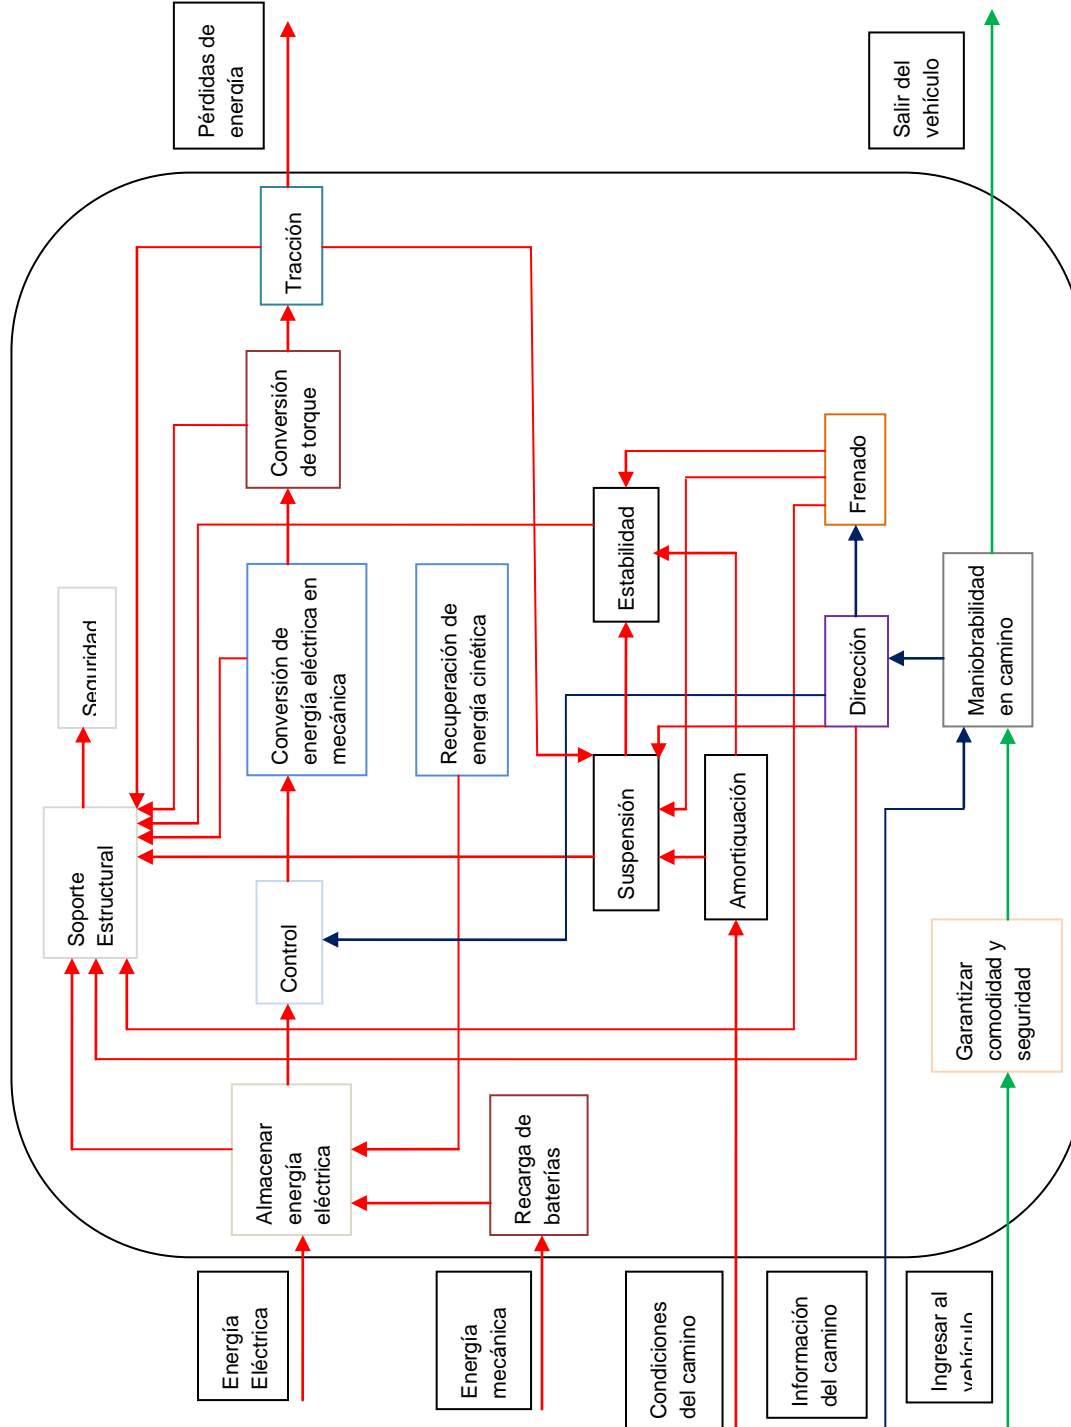 Pérdidas de
energía
Salir del
vehículo
Tracción
Conversión
de torque
Seguridad
Conversión de
energía eléctrica en
mecánica
Recuperación de
energía cinética
Estabilidad
Frenado
Dirección
Maniobrabilidad
en camino
Soporte
Estructural
Control
Suspensión
Amortiguación
Garantizar
comodidad y
seguridad
Almacenar
energía
eléctrica
Recarga de
baterías
Energía
Eléctrica
Energía
mecánica
Condiciones
del camino
Información
del camino
Ingresar al
vehículo